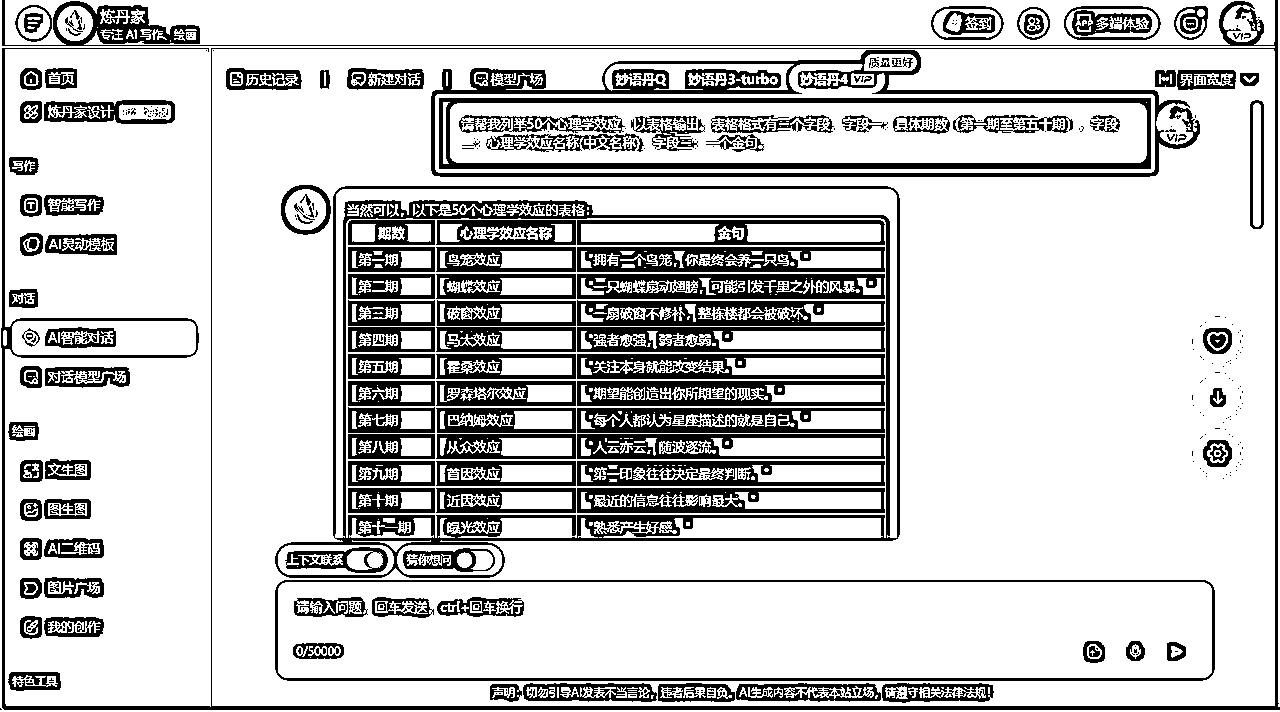 炼丹家
专注 AI 写作、绘画
签到
APP
多端体验
VIP
首页
炼丹家设计
写作
智能写作
AI灵动模板
对话
AI智能对话
对话模型广场
绘画
文生图
图生图
AI二维码
图片广场
我的创作
特色工具
历史记录
新建对话
模型广场
妙语丹Q
妙语丹3-turbo
妙语丹4 VIP
质量更好
界面宽度
请帮我列举50个心理学效应，以表格输出，表格格式有三个字段，字段一：具体期数（第一期至第五十期），字段
二：心理学效应名称(中文名称)，字段三：一个金句。
VIP
当然可以，以下是50个心理学效应的表格：
期数 心理学效应名称 金句
第一期 鸟笼效应 "拥有一个鸟笼，你最终会养一只鸟。"
第二期 蝴蝶效应 "一只蝴蝶扇动翅膀，可能引发千里之外的风暴。"
第三期 破窗效应 "一扇破窗不修补，整栋楼都会被破坏。"
第四期 马太效应 "强者愈强，弱者愈弱。"
第五期 霍桑效应 "关注本身就能改变结果。"
第六期 罗森塔尔效应 "期望能创造出你所期望的现实。"
第七期 巴纳姆效应 "每个人都认为星座描述的就是自己。"
第八期 从众效应 "人云亦云，随波逐流。"
第九期 首因效应 "第一印象往往决定最终判断。"
第十期 近因效应 "最近的信息往往影响最大。"
第十一期 曝光效应 "熟悉产生好感。"
上下文联系
猜你想问
请输入问题，回车发送，ctrl+回车换行
0/50000
声明：切勿引导AI发表不当言论，违者后果自负。AI生成内容不代表本站立场，请遵守相关法律法规！